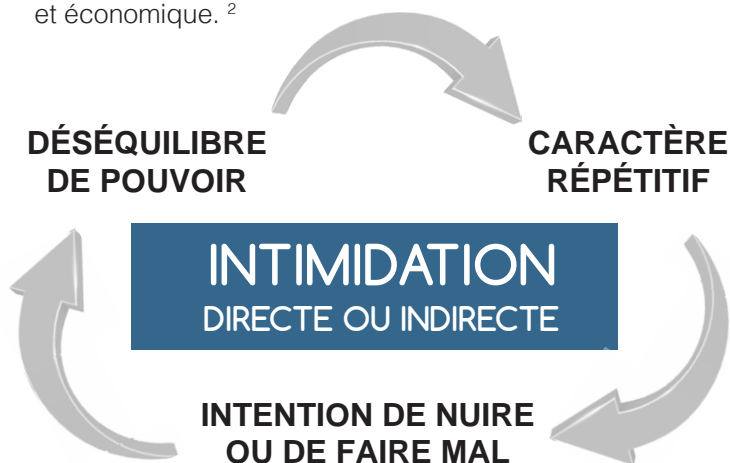 et économique. ²
DÉSÉQUILIBRE
DE POUVOIR
CARACTÈRE
RÉPÉTITIF
INTIMIDATION
DIRECTE OU INDIRECTE
INTENTION DE NUIRE
OU DE FAIRE MAL